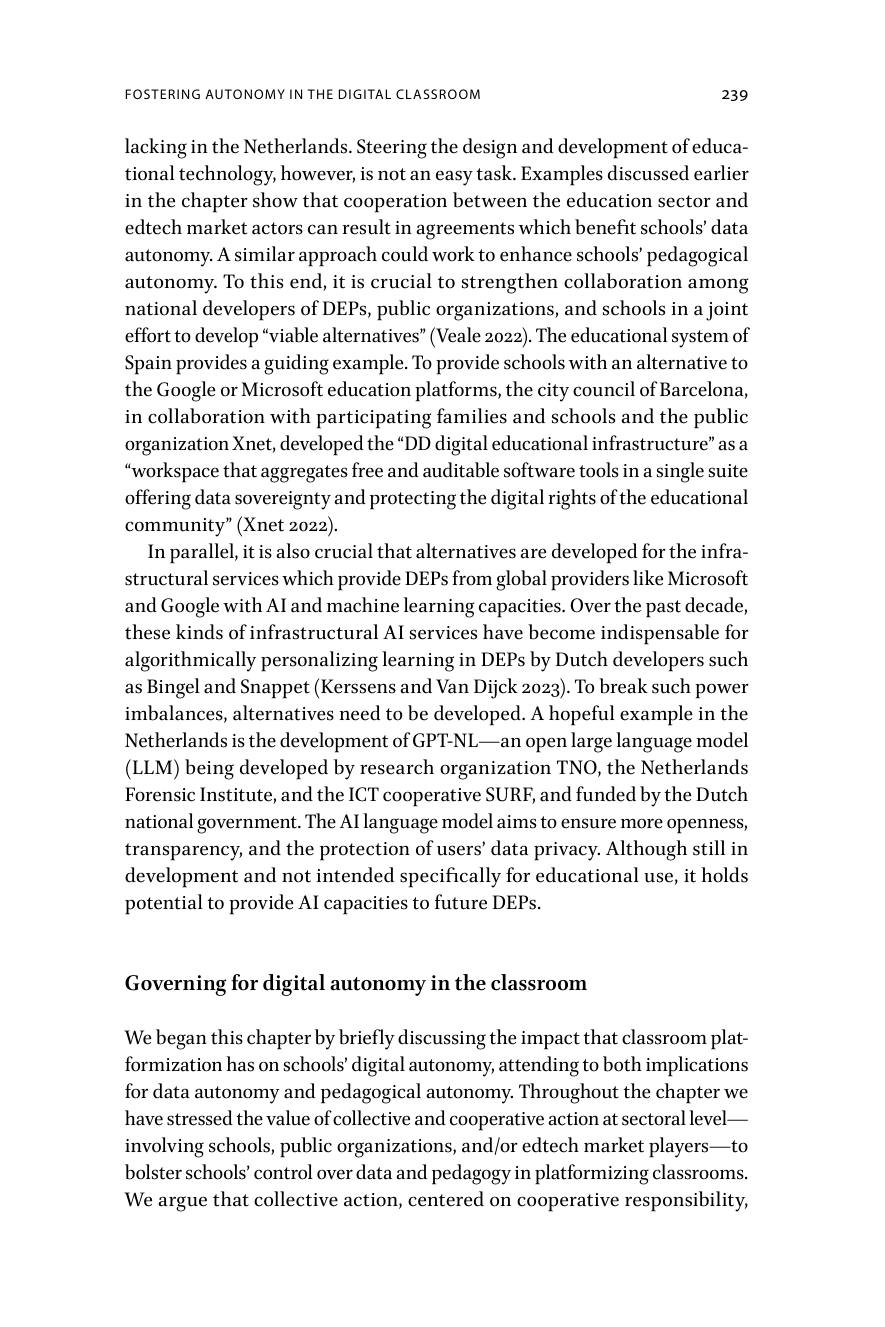 FOSTERING AUTONOMY IN THE DIGITAL CLASSROOM 239
lacking in the Netherlands. Steering the design and development of educa-
tional technology, however, is not an easy task. Examples discussed earlier
in the chapter show that cooperation between the education sector and
edtech market actors can result in agreements which benefit schools’ data
autonomy. A similar approach could work to enhance schools’ pedagogical
autonomy. To this end, it is crucial to strengthen collaboration among
national developers of DEPs, public organizations, and schools in a joint
effort to develop “viable alternatives” (Veale 2022). The educational system of
Spain provides a guiding example. To provide schools with an alternative to
the Google or Microsoft education platforms, the city council of Barcelona,
in collaboration with participating families and schools and the public
organization Xnet, developed the “DD digital educational infrastructure” as a
“workspace that aggregates free and auditable software tools in a single suite
offering data sovereignty and protecting the digital rights of the educational
community” (Xnet 2022).
In parallel, it is also crucial that alternatives are developed for the infra-
structural services which provide DEPs from global providers like Microsoft
and Google with AI and machine learning capacities. Over the past decade,
these kinds of infrastructural AI services have become indispensable for
algorithmically personalizing learning in DEPs by Dutch developers such
as Bingel and Snappet (Kerssens and Van Dijck 2023). To break such power
imbalances, alternatives need to be developed. A hopeful example in the
Netherlands is the development of GPT-NL—an open large language model
(LLM) being developed by research organization TNO, the Netherlands
Forensic Institute, and the ICT cooperative SURF, and funded by the Dutch
national government. The AI language model aims to ensure more openness,
transparency, and the protection of users’ data privacy. Although still in
development and not intended specifically for educational use, it holds
potential to provide AI capacities to future DEPs.
Governing for digital autonomy in the classroom
We began this chapter by briefly discussing the impact that classroom plat-
formization has on schools’ digital autonomy, attending to both implications
for data autonomy and pedagogical autonomy. Throughout the chapter we
have stressed the value of collective and cooperative action at sectoral level—
involving schools, public organizations, and/or edtech market players—to
bolster schools’ control over data and pedagogy in platformizing classrooms.
We argue that collective action, centered on cooperative responsibility,